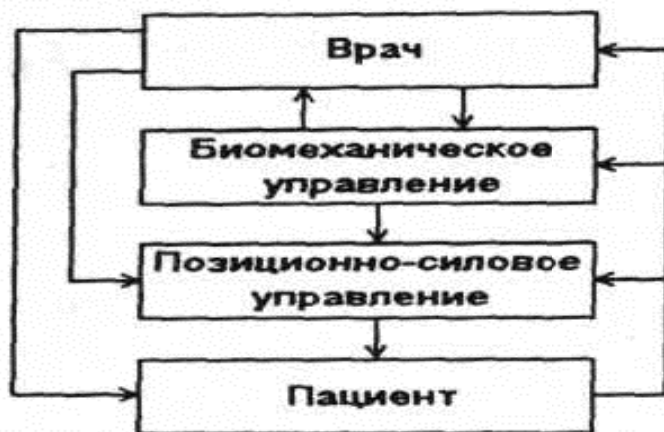 Врач
Биомеханическое
управление
Позиционно-силовое
управление
Пациент